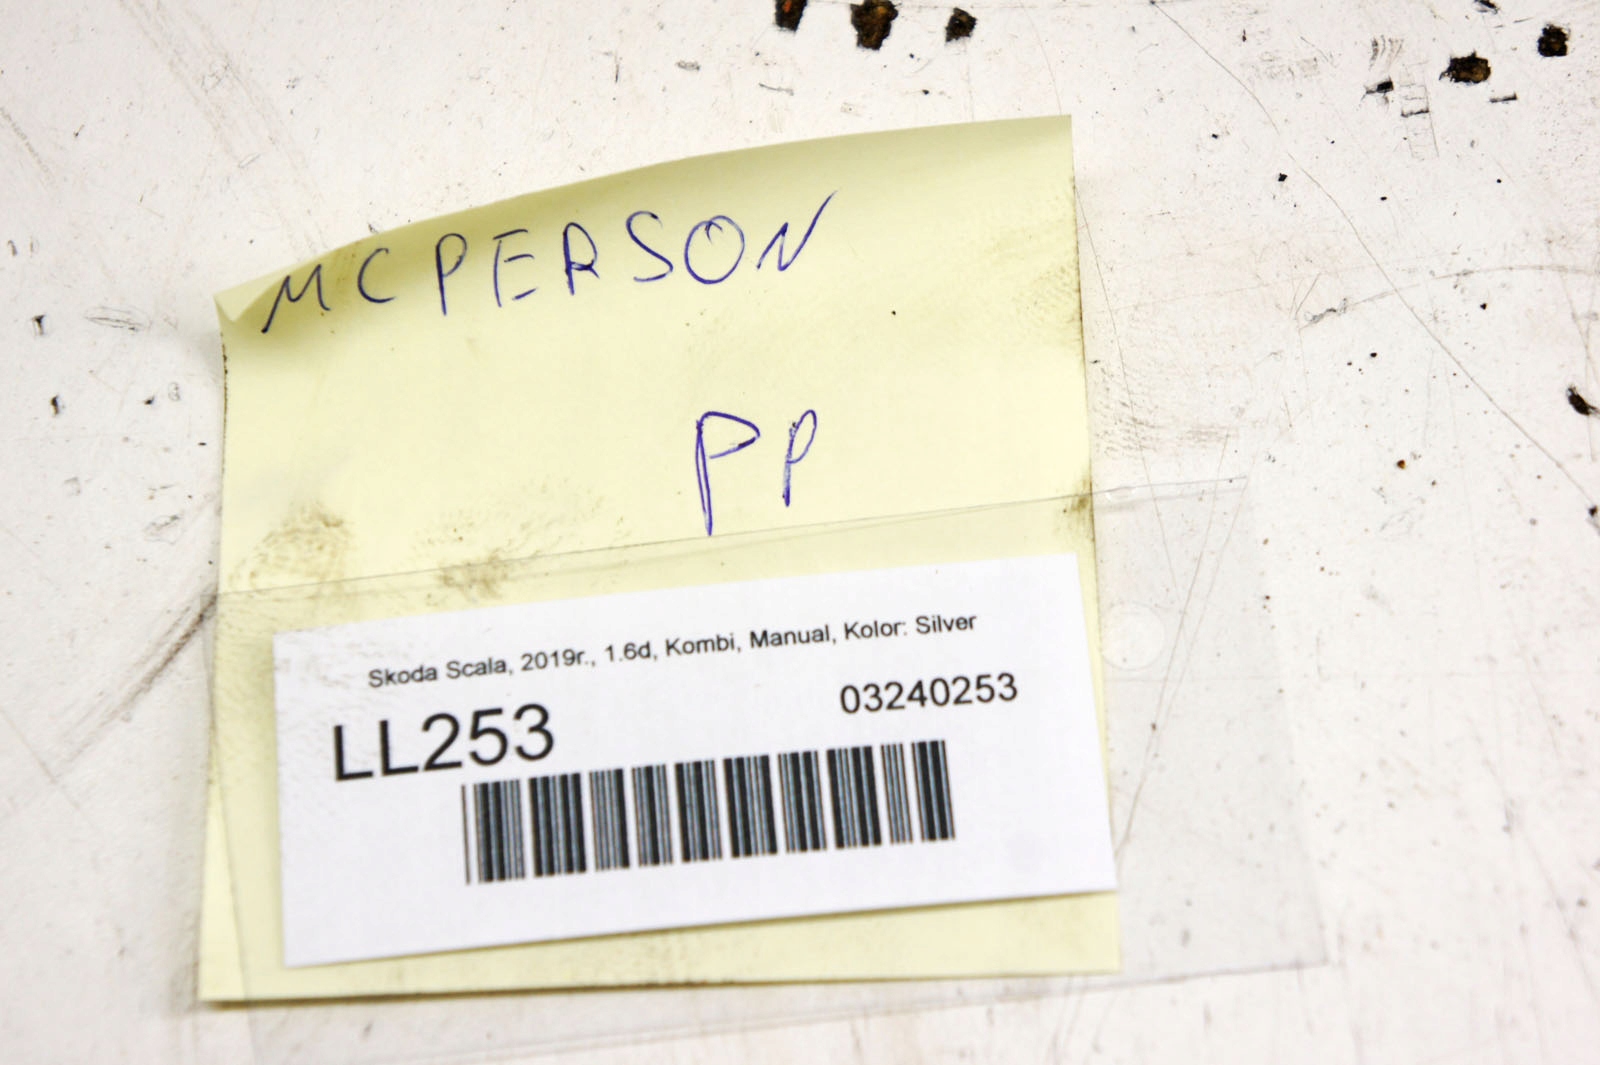 MCPERSON
PP
Skoda Scala, 2019r., 1.6d, Kombi, Manual, Kolor: Silver
LL253
03240253